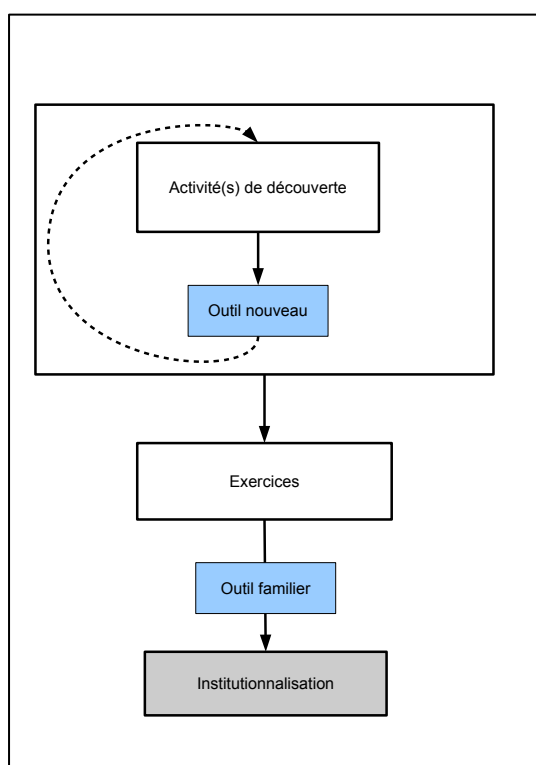 Activité(s) de découverte
Outil nouveau
Exercices
Outil familier
Institutionnalisation